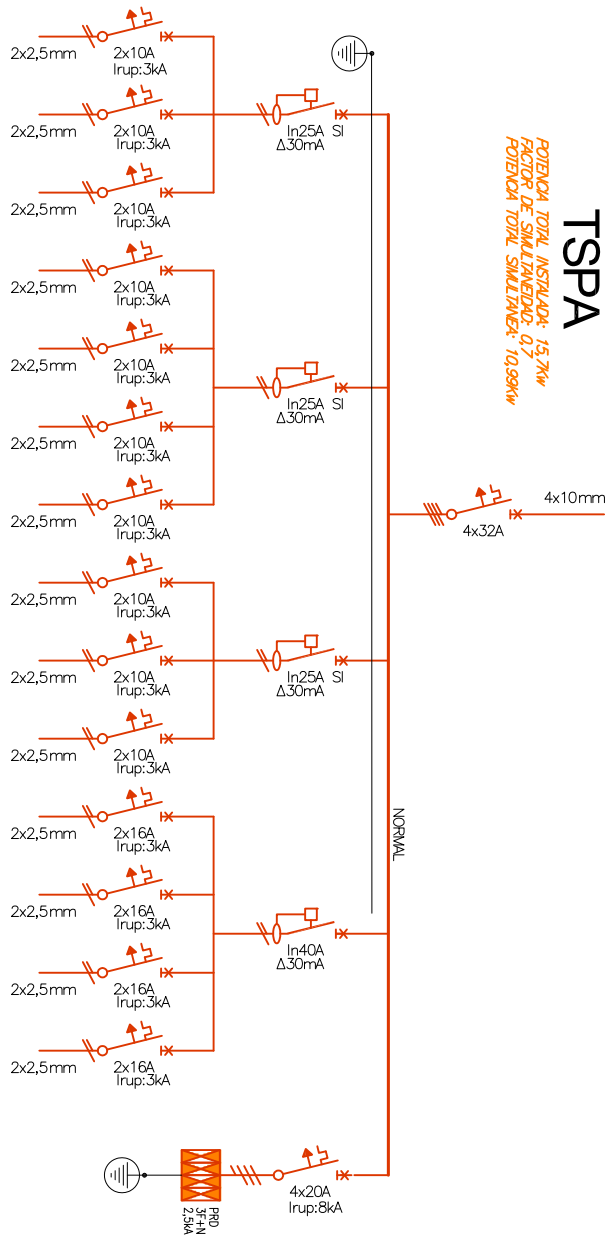 TSPA
POTENCIA TOTAL INSTALADA: 15,7Kw
FACTOR DE SIMULTANEIDAD: 0,7
POTENCIA TOTAL SIMULTANEA: 10,99Kw
4x10mm
4x32A
NORMAL
2x2,5mm
2x10A
Irup:3kA
2x2,5mm
2x10A
Irup:3kA
In25A SI
Δ30mA
2x2,5mm
2x10A
Irup:3kA
2x2,5mm
2x10A
Irup:3kA
2x2,5mm
2x10A
Irup:3kA
In25A SI
Δ30mA
2x2,5mm
2x10A
Irup:3kA
2x2,5mm
2x10A
Irup:3kA
2x2,5mm
2x10A
Irup:3kA
2x2,5mm
2x10A
Irup:3kA
In25A SI
Δ30mA
2x2,5mm
2x10A
Irup:3kA
2x2,5mm
2x16A
Irup:3kA
2x2,5mm
2x16A
Irup:3kA
In40A
Δ30mA
2x2,5mm
2x16A
Irup:3kA
2x2,5mm
2x16A
Irup:3kA
4x20A
Irup:8kA
PRD
3F+N
2,5kA